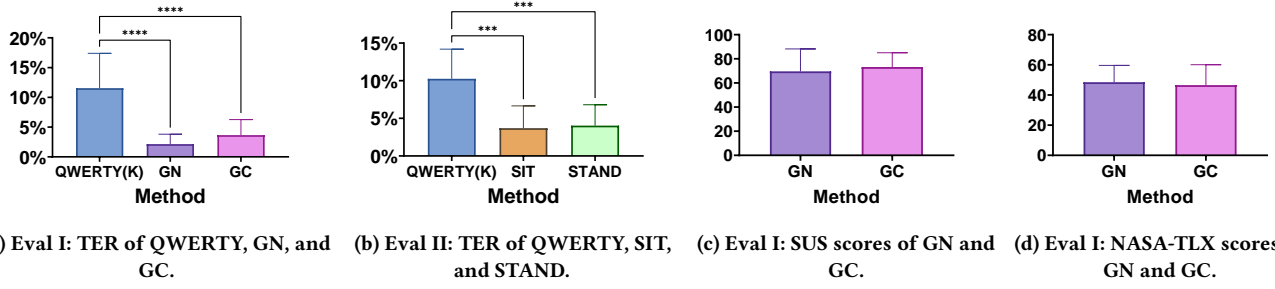 **** ****
20%
15%
10%
5%
0%
QWERTY(K) GN GC
Method
*** ***
15%
10%
5%
0%
QWERTY(K) SIT STAND
Method
100
80
60
40
20
0
GN GC
Method
80
60
40
20
0
GN GC
Method
) Eval I: TER of QWERTY, GN, and
GC.
(b) Eval II: TER of QWERTY, SIT,
and STAND.
(c) Eval I: SUS scores of GN and
GC.
(d) Eval I: NASA-TLX scores
GN and GC.